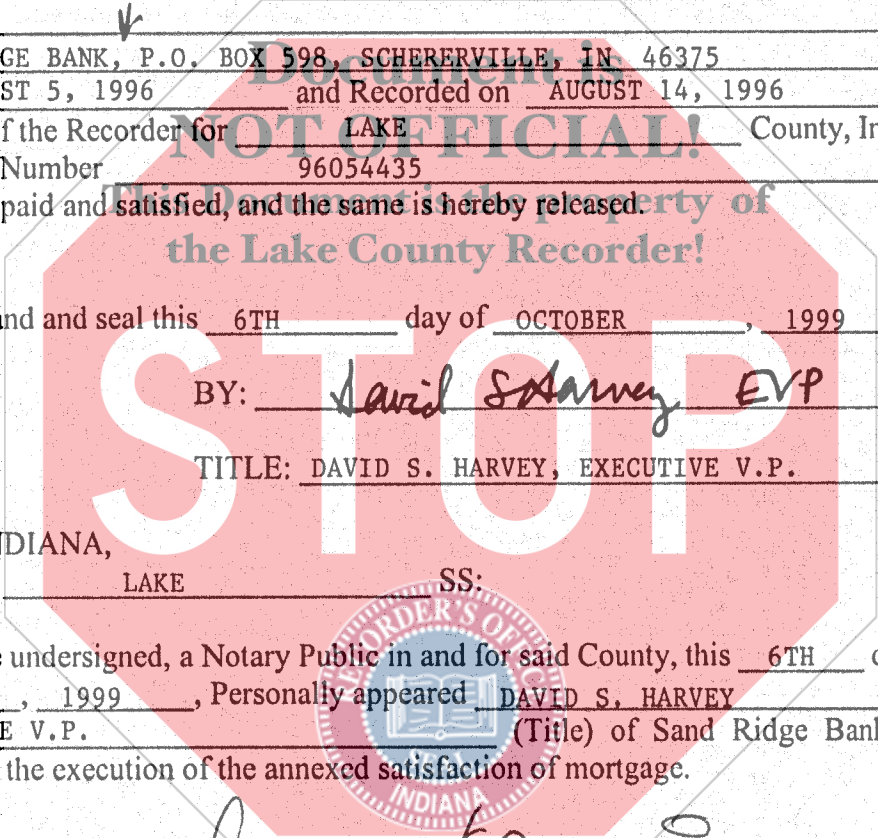 GE BANK, P.O. BOX 598, SCHERERVILLE, IN 46375
Document is
ST 5, 1996 and Recorded on AUGUST 14, 1996
f the Recorder for LAKE County, In
NOT OFFICIAL!
Number 96054435
This Document is the property of
paid and satisfied, and the same is hereby released.
the Lake County Recorder!
nd and seal this 6TH day of OCTOBER, 1999
STOP
BY: David S Harvey EVP
TITLE: DAVID S. HARVEY, EXECUTIVE V.P.
NDIANA,
LAKE SS:
RECORDER'S OFFICE
e undersigned, a Notary Public in and for said County, this 6TH d
, 1999, Personally appeared DAVID S. HARVEY
E V.P. (Title) of Sand Ridge Bank
SEAL
the execution of the annexed satisfaction of mortgage.
INDIANA